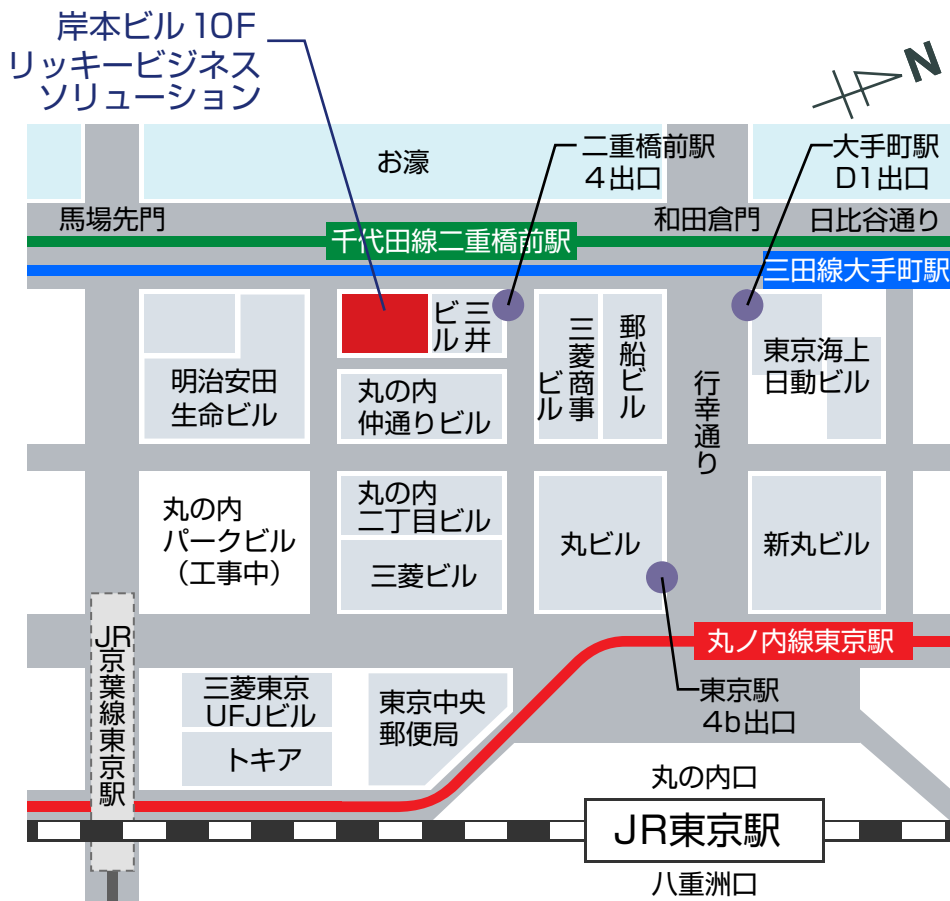 岸本ビル 10F
リッキービジネス
ソリューション
N
お濠
二重橋前駅
4出口
大手町駅
D1出口
馬場先門
和田倉門
日比谷通り
千代田線二重橋前駅
三田線大手町駅
三井
ビル
三菱商事
ビル
郵船ビル
行幸通り
東京海上
日動ビル
明治安田
生命ビル
丸の内
仲通りビル
丸の内
パークビル
(工事中)
丸の内
二丁目ビル
三菱ビル
丸ビル
新丸ビル
丸ノ内線東京駅
JR京葉線東京駅
三菱東京
UFJビル
トキア
東京中央
郵便局
東京駅
4b出口
丸の内口
JR東京駅
八重洲口